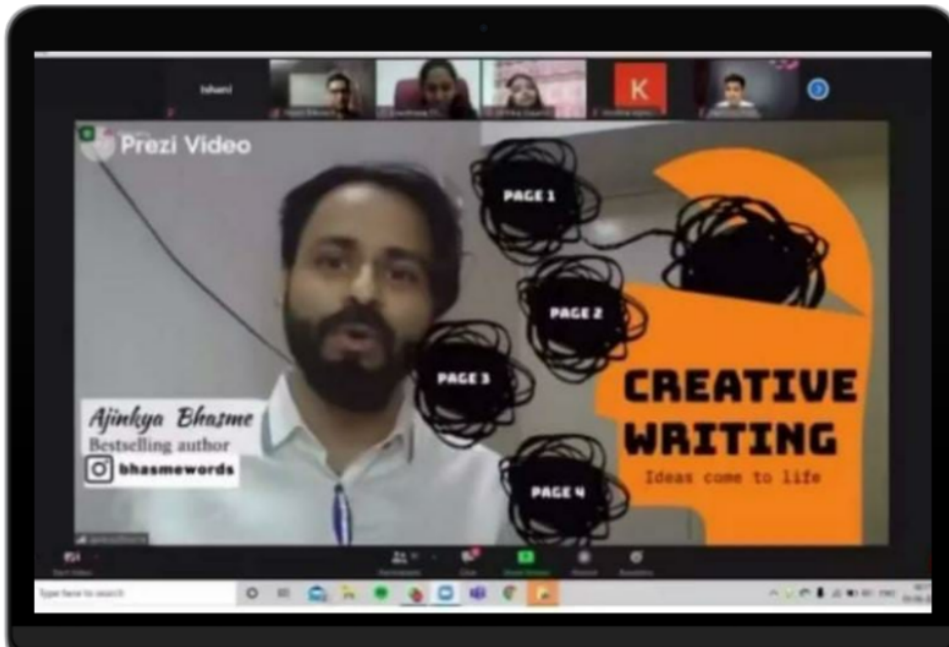 Ishani
K
Prezi Video
PAGE 1
PAGE 2
PAGE 3
PAGE 4
CREATIVE
WRITING
Ideas come to life
Ajinkya Bhasme
Bestselling author
bhasmewords
Type here to search